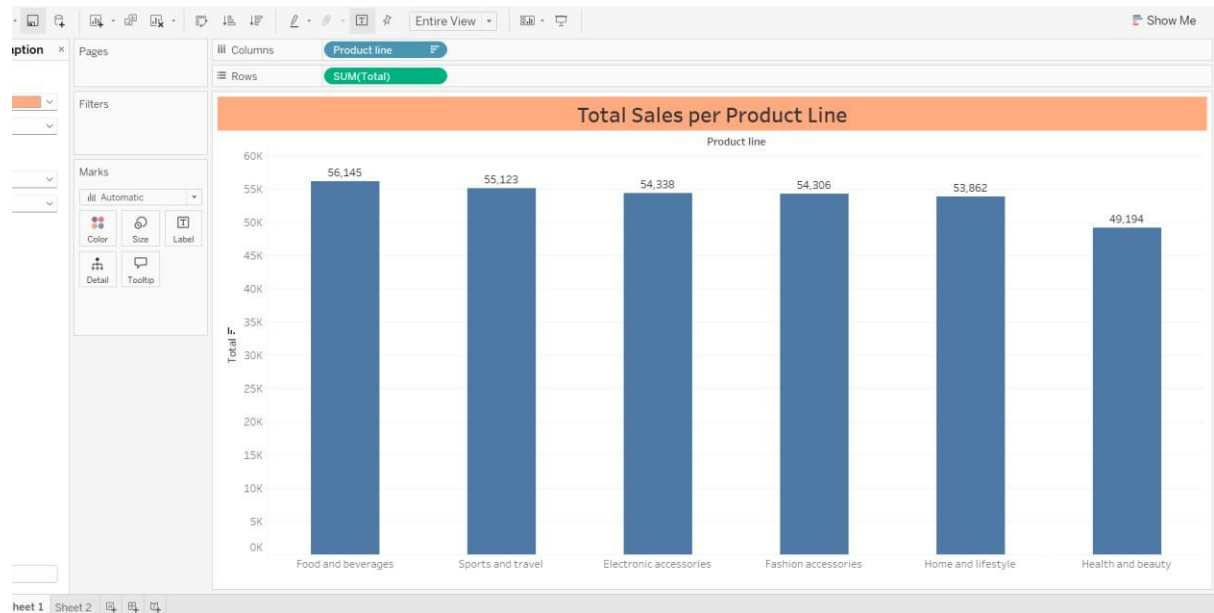 Entire View
Show Me
ption ×
Pages
Columns
Product line
Rows
SUM(Total)
Filters
Marks
Automatic
Color
Size
T
Label
Detail
Tooltip
Total Sales per Product Line
Product line
Total
60K
55K
50K
45K
40K
35K
30K
25K
20K
15K
10K
5K
0K
56,145
55,123
54,338
54,306
53,862
49,194
Food and beverages
Sports and travel
Electronic accessories
Fashion accessories
Home and lifestyle
Health and beauty
heet 1
Sheet 2